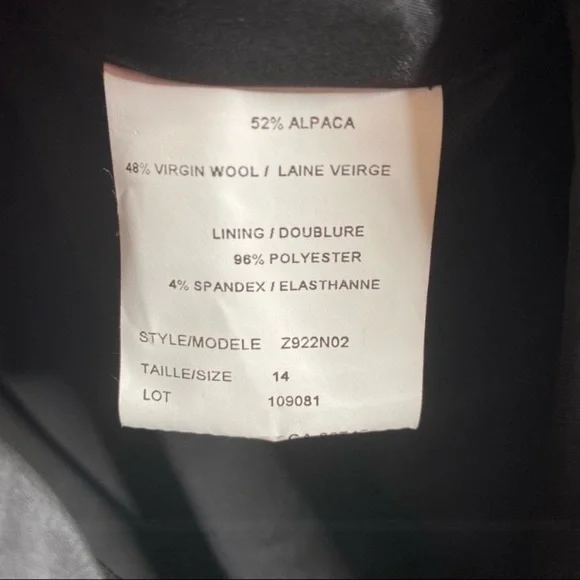 52% ALPACA
48% VIRGIN WOOL / LAINE VEIRGE
LINING / DOUBLURE
96% POLYESTER
4% SPANDEX / ELASTHANNE
STYLE/MODELE Z922N02
TAILLE/SIZE 14
LOT 109081